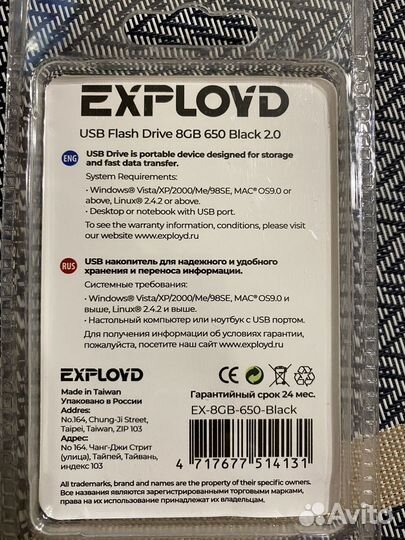 EXPLOYD
USB Flash Drive 8GB 650 Black 2.0
ENG
USB Drive is portable device designed for storage
and fast data transfer.
System Requirements:
• Windows® Vista/XP/2000/Me/98SE, MAC® OS9.0 or
above, Linux® 2.4.2 or above.
• Desktop or notebook with USB port.
To see the warranty information, conditions, please visit
our website www.exployd.ru
RUS
USB накопитель для надежного и удобного
хранения и переноса информации.
Системные требования:
• Windows® Vista/XP/2000/Me/98SE, MAC® OS9.0 и
выше, Linux® 2.4.2 и выше.
• Настольный компьютер или ноутбук с USB портом.
Для получения информации об условиях гарантии,
пожалуйста, посетите наш сайт www.exployd.ru
EXPLOYD
Made in Taiwan
Упаковано в России
Addres:
No.164, Chung-Ji Street,
Taipei, Taiwan, ZIP 103
Адрес:
No 164. Чанг-Джи Стрит
(улица), Тайпей, Тайвань,
индекс 103
CE
EAC
Гарантийный срок 24 мес.
EX-8GB-650-Black
4 717677 514131
All trademarks, brand and names are the property of their specific owners.
Все названия являются зарегистрированными торговыми марками,
права на их использование принадлежат их владельцам.
Avito